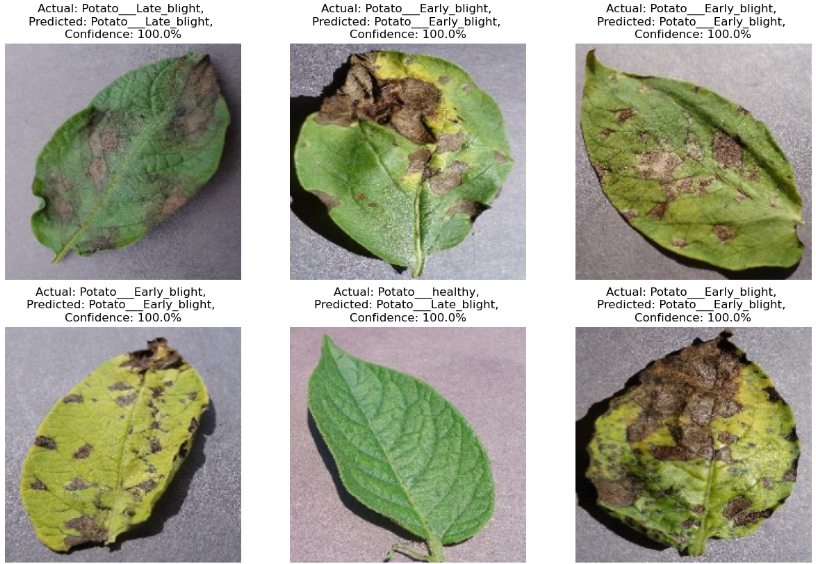 Actual: Potato___Late_blight,
Predicted: Potato___Late_blight,
Confidence: 100.0%
Actual: Potato___Early_blight,
Predicted: Potato___Early_blight,
Confidence: 100.0%
Actual: Potato___Early_blight,
Predicted: Potato___Early_blight,
Confidence: 100.0%
Actual: Potato___Early_blight,
Predicted: Potato___Early_blight,
Confidence: 100.0%
Actual: Potato___healthy,
Predicted: Potato___Late_blight,
Confidence: 100.0%
Actual: Potato___Early_blight,
Predicted: Potato___Early_blight,
Confidence: 100.0%